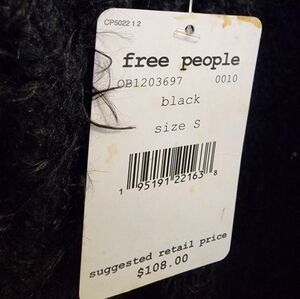 CP5022 1 2
free people
OB1203697 0010
black
size S
1 95191 22163 8
suggested retail price
$108.00